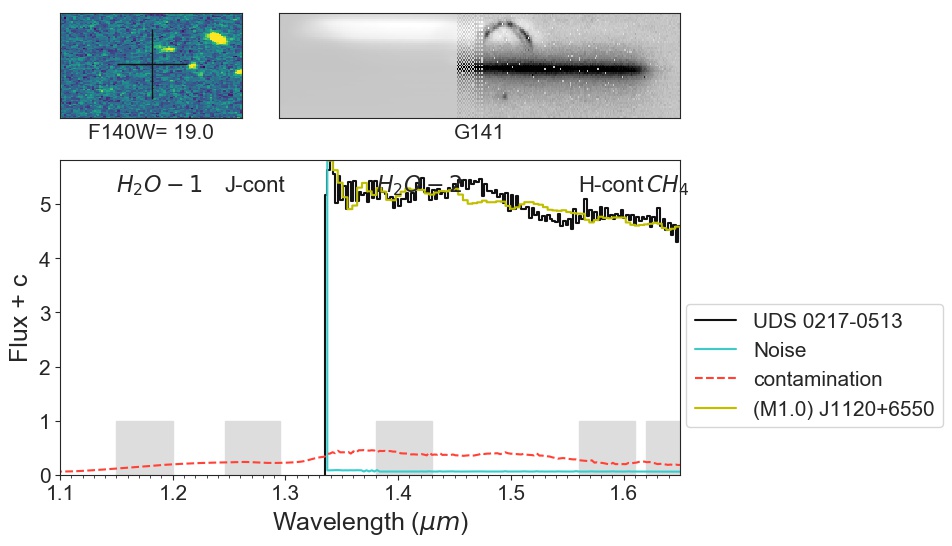 F140W= 19.0
G141
H₂O − 1
J-cont
H₂O − 2
H-cont
CH₄
5
4
3
2
1
0
Flux + c
1.1
1.2
1.3
1.4
1.5
1.6
Wavelength (μm)
UDS 0217-0513
Noise
contamination
(M1.0) J1120+6550